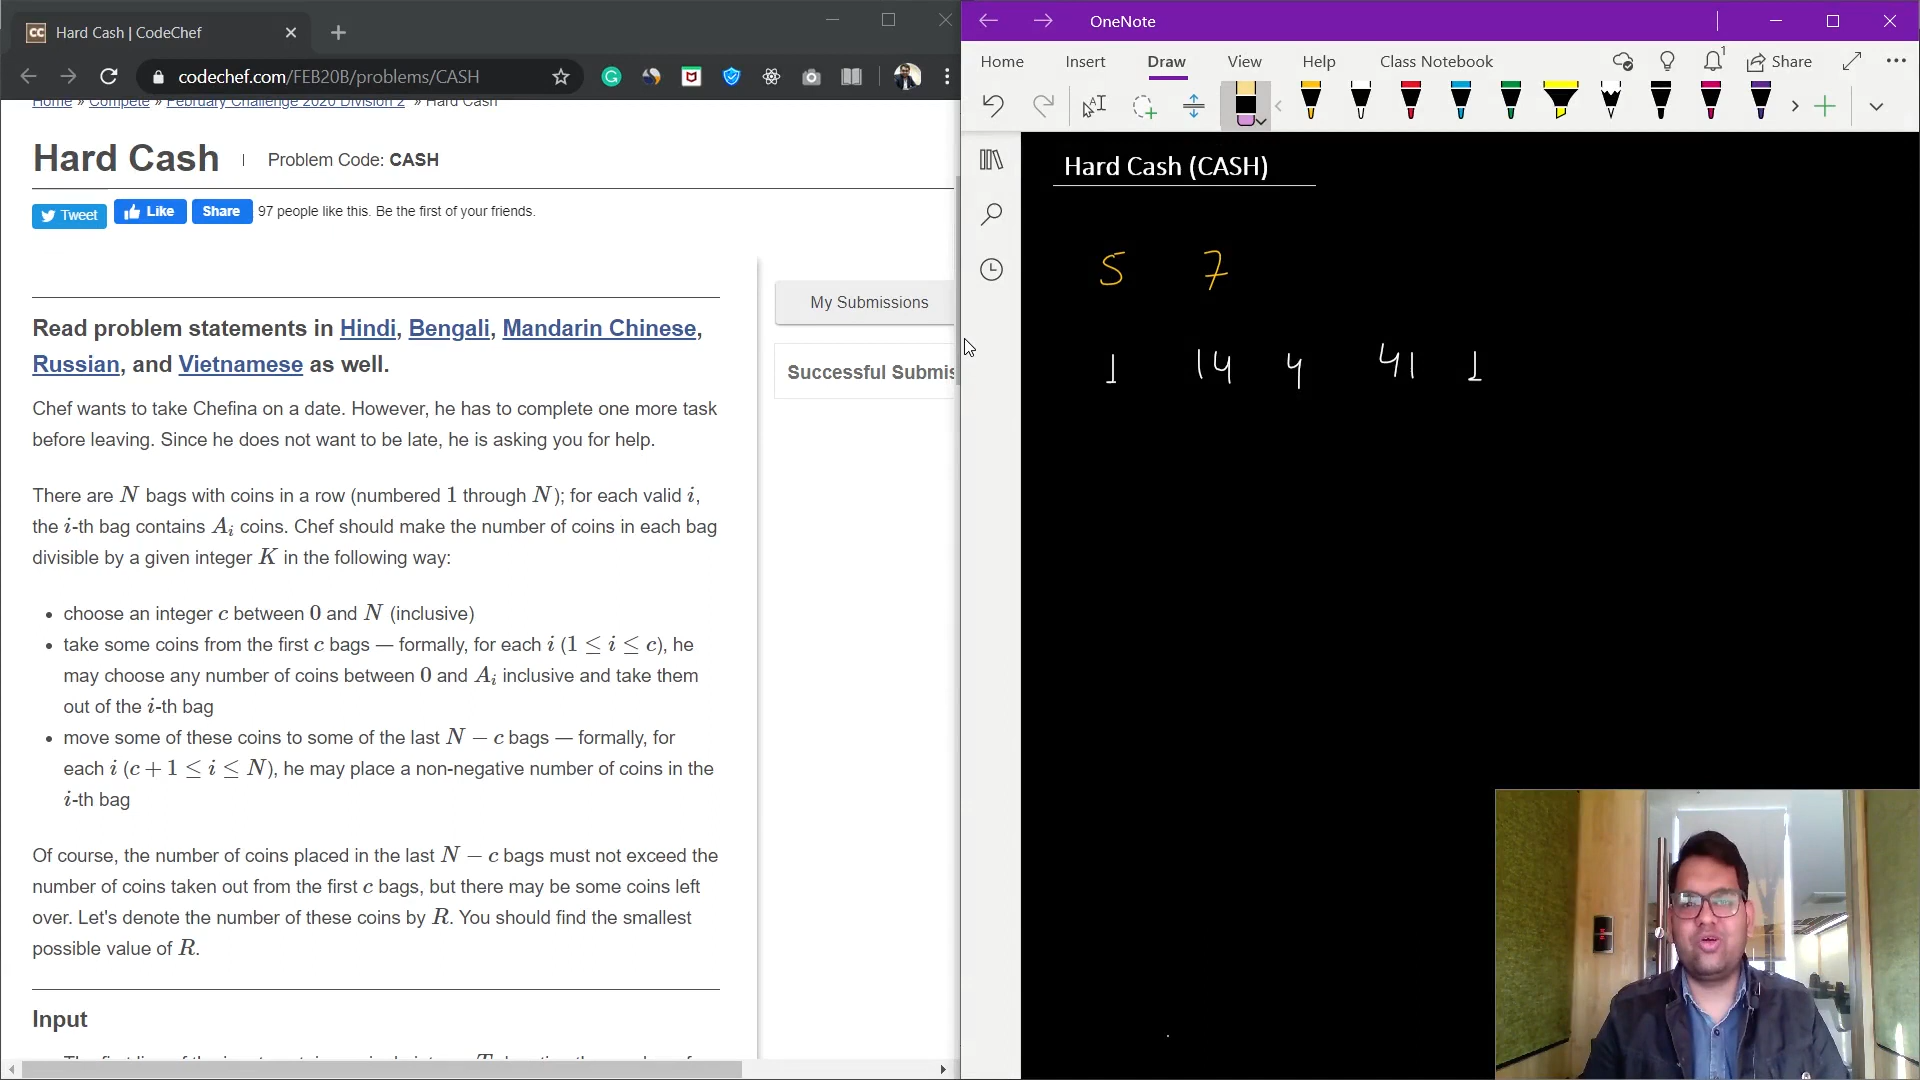 Hard Cash | CodeChef
codechef.com/FEB20B/problems/CASH
Home » Compete » February Challenge 2020 Division 2 » Hard Cash
Hard Cash
Problem Code: CASH
Tweet
Like
Share
97 people like this. Be the first of your friends.
Read problem statements in Hindi, Bengali, Mandarin Chinese,
Russian, and Vietnamese as well.
Chef wants to take Chefina on a date. However, he has to complete one more task
before leaving. Since he does not want to be late, he is asking you for help.
There are N bags with coins in a row (numbered 1 through N); for each valid i,
the i-th bag contains A_i coins. Chef should make the number of coins in each bag
divisible by a given integer K in the following way:
• choose an integer c between 0 and N (inclusive)
• take some coins from the first c bags — formally, for each i (1 ≤ i ≤ c), he
may choose any number of coins between 0 and A_i inclusive and take them
out of the i-th bag
• move some of these coins to some of the last N − c bags — formally, for
each i (c + 1 ≤ i ≤ N), he may place a non-negative number of coins in the
i-th bag
Of course, the number of coins placed in the last N − c bags must not exceed the
number of coins taken out from the first c bags, but there may be some coins left
over. Let's denote the number of these coins by R. You should find the smallest
possible value of R.
Input
My Submissions
Successful Submis
OneNote
Home Insert Draw View Help Class Notebook
1
Share
Hard Cash (CASH)
5 7
1 14 4 41 1